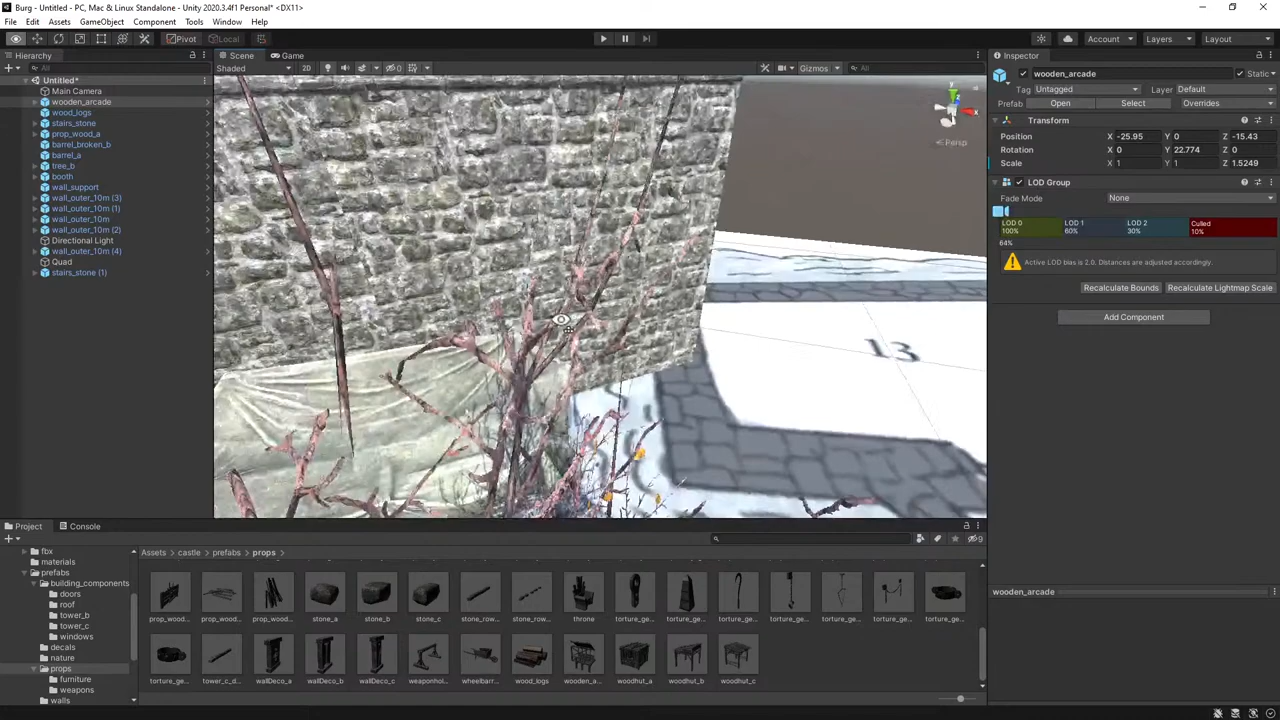 Burg - Untitled - PC, Mac & Linux Standalone - Unity 2020.3.4f1 Personal* <DX11>
File Edit Assets GameObject Component Tools Window Help
Pivot Local Account Layers Layout
Hierarchy Scene Game Inspector
All Shaded 2D 0 Gizmos All
Untitled*
Main Camera
wooden_arcade
wood_logs
stairs_stone
prop_wood_a
barrel_broken_b
barrel_a
tree_b
booth
wall_support
wall_outer_10m (3)
wall_outer_10m (1)
wall_outer_10m
wall_outer_10m (2)
Directional Light
wall_outer_10m (4)
Quad
stairs_stone (1)
y
x
Persp
13
wooden_arcade Static
Tag Untagged Layer Default
Prefab Open Select Overrides
Transform
Position X -25.95 Y 0 Z -15.43
Rotation X 0 Y 22.774 Z 0
Scale X 1 Y 1 Z 1.5249
LOD Group
Fade Mode None
LOD 0 LOD 1 LOD 2 Culled
100% 60% 30% 10%
64%
Active LOD bias is 2.0. Distances are adjusted accordingly.
Recalculate Bounds Recalculate Lightmap Scale
Add Component
wooden_arcade
Project Console
9
fbx
materials
prefabs
building_components
doors
roof
tower_b
tower_c
windows
decals
nature
props
furniture
weapons
walls
Assets > castle > prefabs > props >
prop_wood... prop_wood... prop_wood... stone_a stone_b stone_c stone_row... stone_row... throne torture_ge... torture_ge... torture_ge... torture_ge... torture_ge... torture_ge... torture_ge...
torture_ge... tower_c_d... wallDeco_a wallDeco_b wallDeco_c weaponhol... wheelbarr... wood_logs wooden_a... woodhut_a woodhut_b woodhut_c